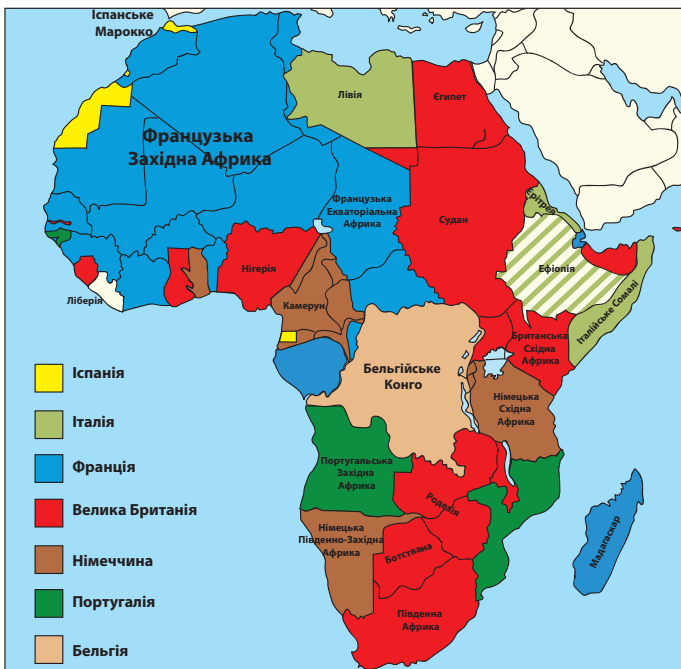 Іспанське
Марокко
Лівія
Єгипет
Французька
Західна Африка
Французька
Екваторіальна
Африка
Судан
Ерітрея
Нігерія
Ефіопія
Ліберія
Камерун
Італійське Сомалі
Британська
Східна
Африка
Бельгійське
Конго
Німецька
Східна
Африка
Португальська
Західна
Африка
Родезія
Німецька
Південно-Західна
Африка
Ботсвана
Мадагаскар
Південна
Африка
Іспанія
Італія
Франція
Велика Британія
Німеччина
Португалія
Бельгія